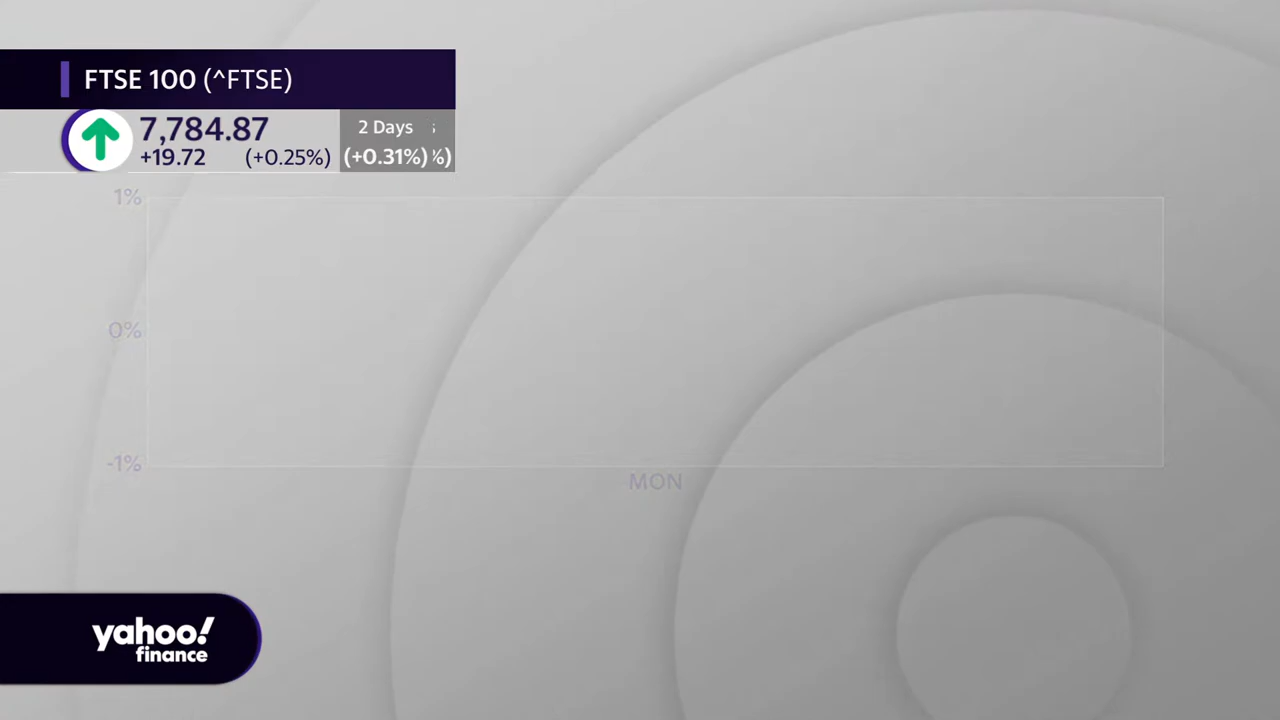 FTSE 100 (^FTSE)
7,784.87
+19.72 (+0.25%)
2 Days
(+0.31%)
%)
1%
0%
-1%
MON
yahoo!
finance